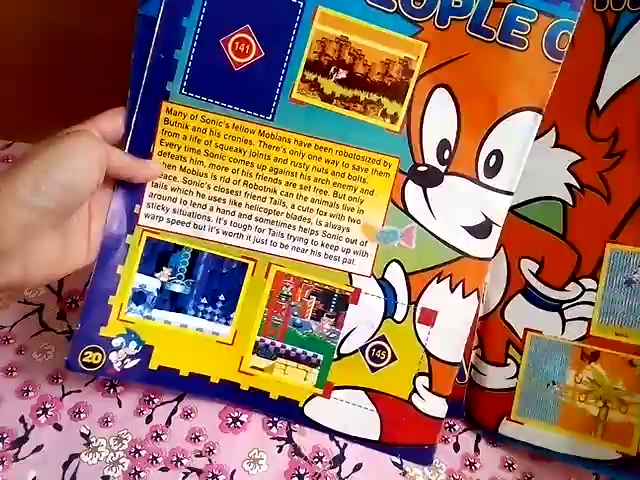 EOPLE O
141
Many of Sonic's fellow Mobians have been robotosized by
Butnik and his cronies. There's only one way to save them
from a life of squeaky joints and rusty nuts and bolts.
Every time Sonic comes up against his arch enemy and
defeats him, more of his friends are set free. But only
hen Mobius is rid of Robotnik can the animals live in
eace. Sonic's closest friend Tails, a cute fox with two
tails which he uses like helicopter blades, is always
around to lend a hand and sometimes helps Sonic out of
sticky situations. It's tough for Tails trying to keep up with
warp speed but it's worth it just to be near his best pal.
145
20